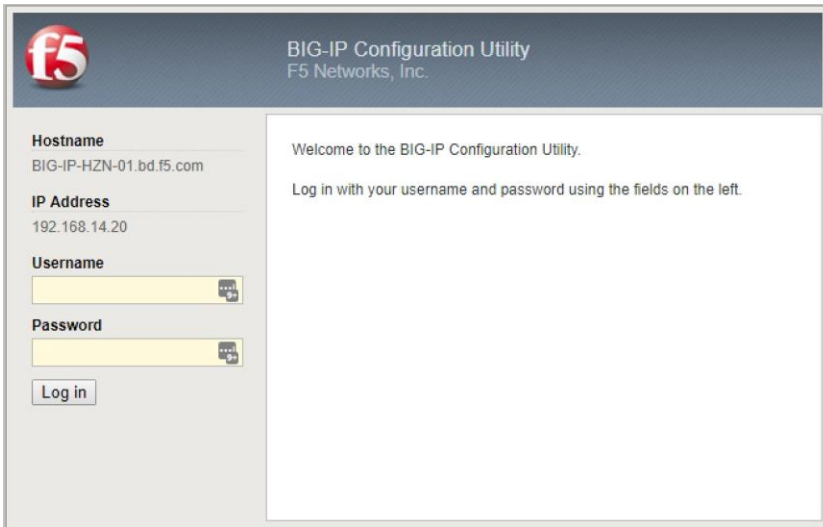 f5
BIG-IP Configuration Utility
F5 Networks, Inc.
Hostname
BIG-IP-HZN-01.bd.f5.com
IP Address
192.168.14.20
Username
9+
Password
9+
Log in
Welcome to the BIG-IP Configuration Utility.
Log in with your username and password using the fields on the left.